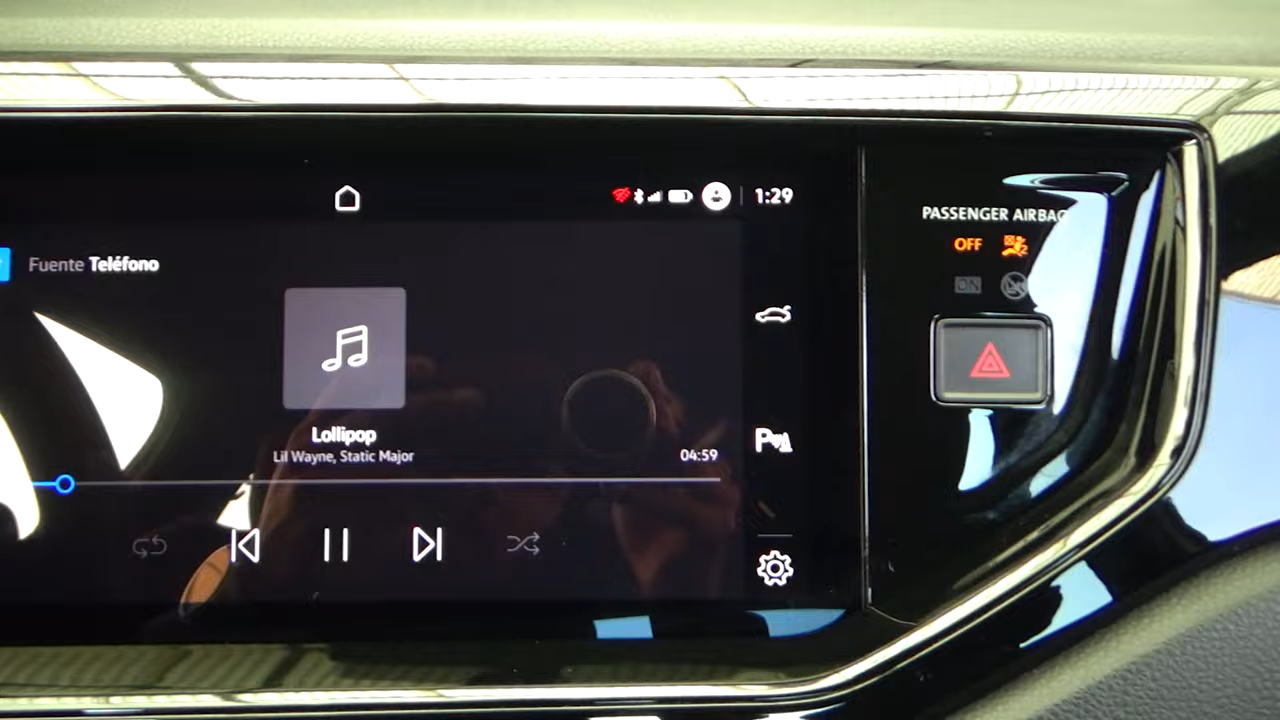 1:29
Fuente Teléfono
Lollipop
Lil Wayne, Static Major
04:59
P
PASSENGER AIRBAG
OFF
ON